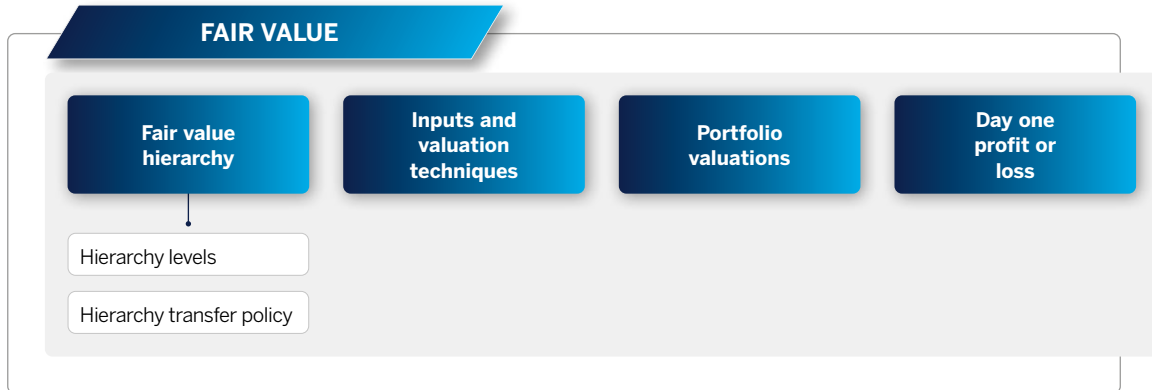 FAIR VALUE
Fair value
hierarchy
Inputs and
valuation
techniques
Portfolio
valuations
Day one
profit or
loss
Hierarchy levels
Hierarchy transfer policy